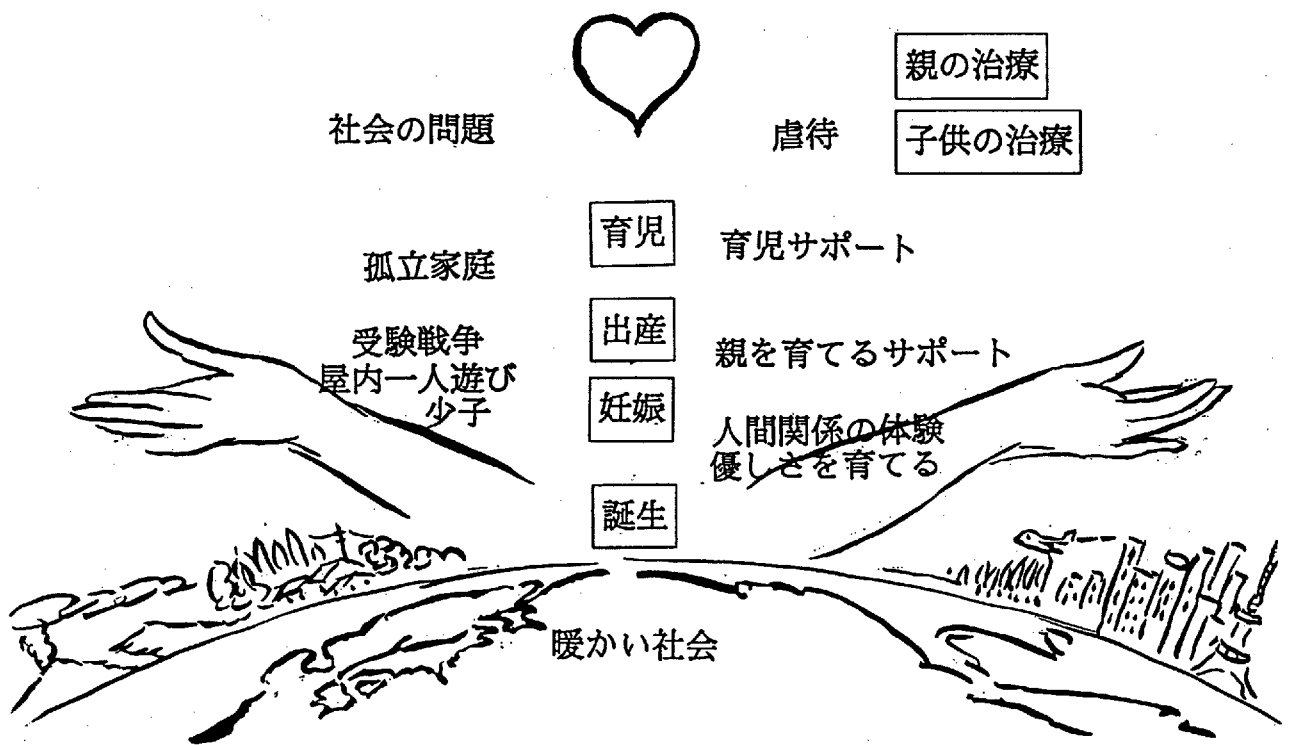 親の治療
社会の問題
虐待
子供の治療
育児
育児サポート
孤立家庭
出産
受験戦争
親を育てるサポート
屋内一人遊び
妊娠
少子
人間関係の体験
優しさを育てる
誕生
暖かい社会